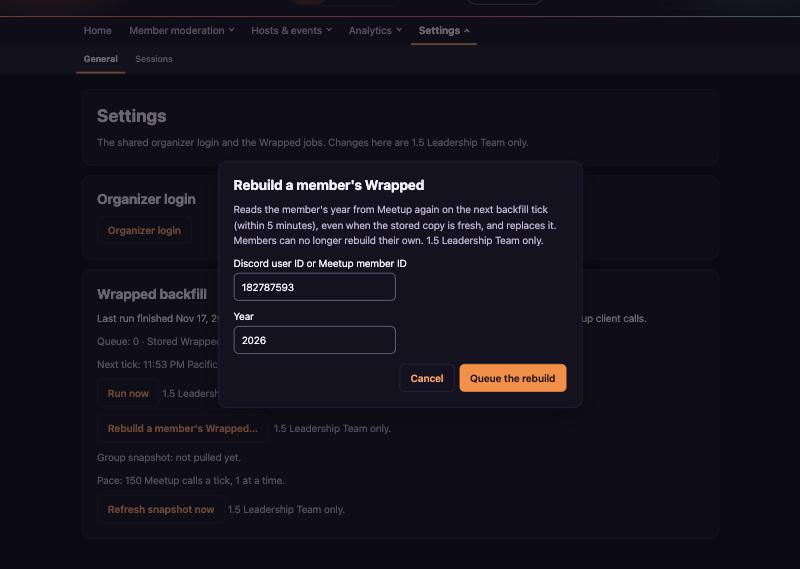 Home Member moderation Hosts & events Analytics Settings
General Sessions
Settings
The shared organizer login and the Wrapped jobs. Changes here are 1.5 Leadership Team only.
Organizer login
Organizer login
Rebuild a member's Wrapped
Reads the member's year from Meetup again on the next backfill tick
(within 5 minutes), even when the stored copy is fresh, and replaces it.
Members can no longer rebuild their own. 1.5 Leadership Team only.
Discord user ID or Meetup member ID
182787593
Year
2026
Cancel Queue the rebuild
Wrapped backfill
Last run finished Nov 17, 2 up client calls.
Queue: 0 · Stored Wrapped
Next tick: 11:53 PM Pacific
Run now 1.5 Leadersh
Rebuild a member's Wrapped... 1.5 Leadership Team only.
Group snapshot: not pulled yet.
Pace: 150 Meetup calls a tick, 1 at a time.
Refresh snapshot now 1.5 Leadership Team only.